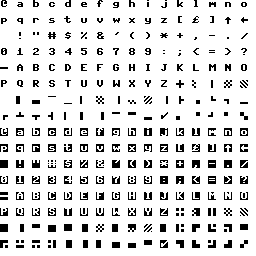 @ a b c d e f g h i j k l m n o
p q r s t u v w x y z [ £ ] ↑ ←
! " # $ % & ' ( ) * + , - . /
0 1 2 3 4 5 6 7 8 9 : ; < = > ?
─ A B C D E F G H I J K L M N O
P Q R S T U V W X Y Z
@ a b c d e f g h i j k l m n o
p q r s t u v w x y z [ £ ] ↑ ←
! " # $ % & ' ( ) * + , - . /
0 1 2 3 4 5 6 7 8 9 : ; < = > ?
─ A B C D E F G H I J K L M N O
P Q R S T U V W X Y Z